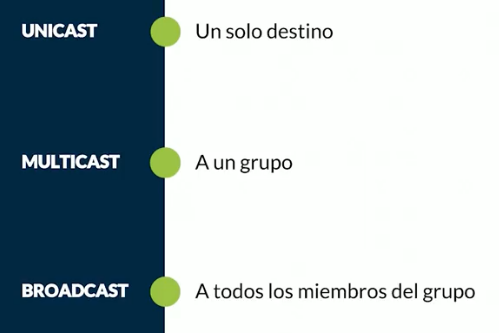 UNICAST Un solo destino
MULTICAST A un grupo
BROADCAST A todos los miembros del grupo